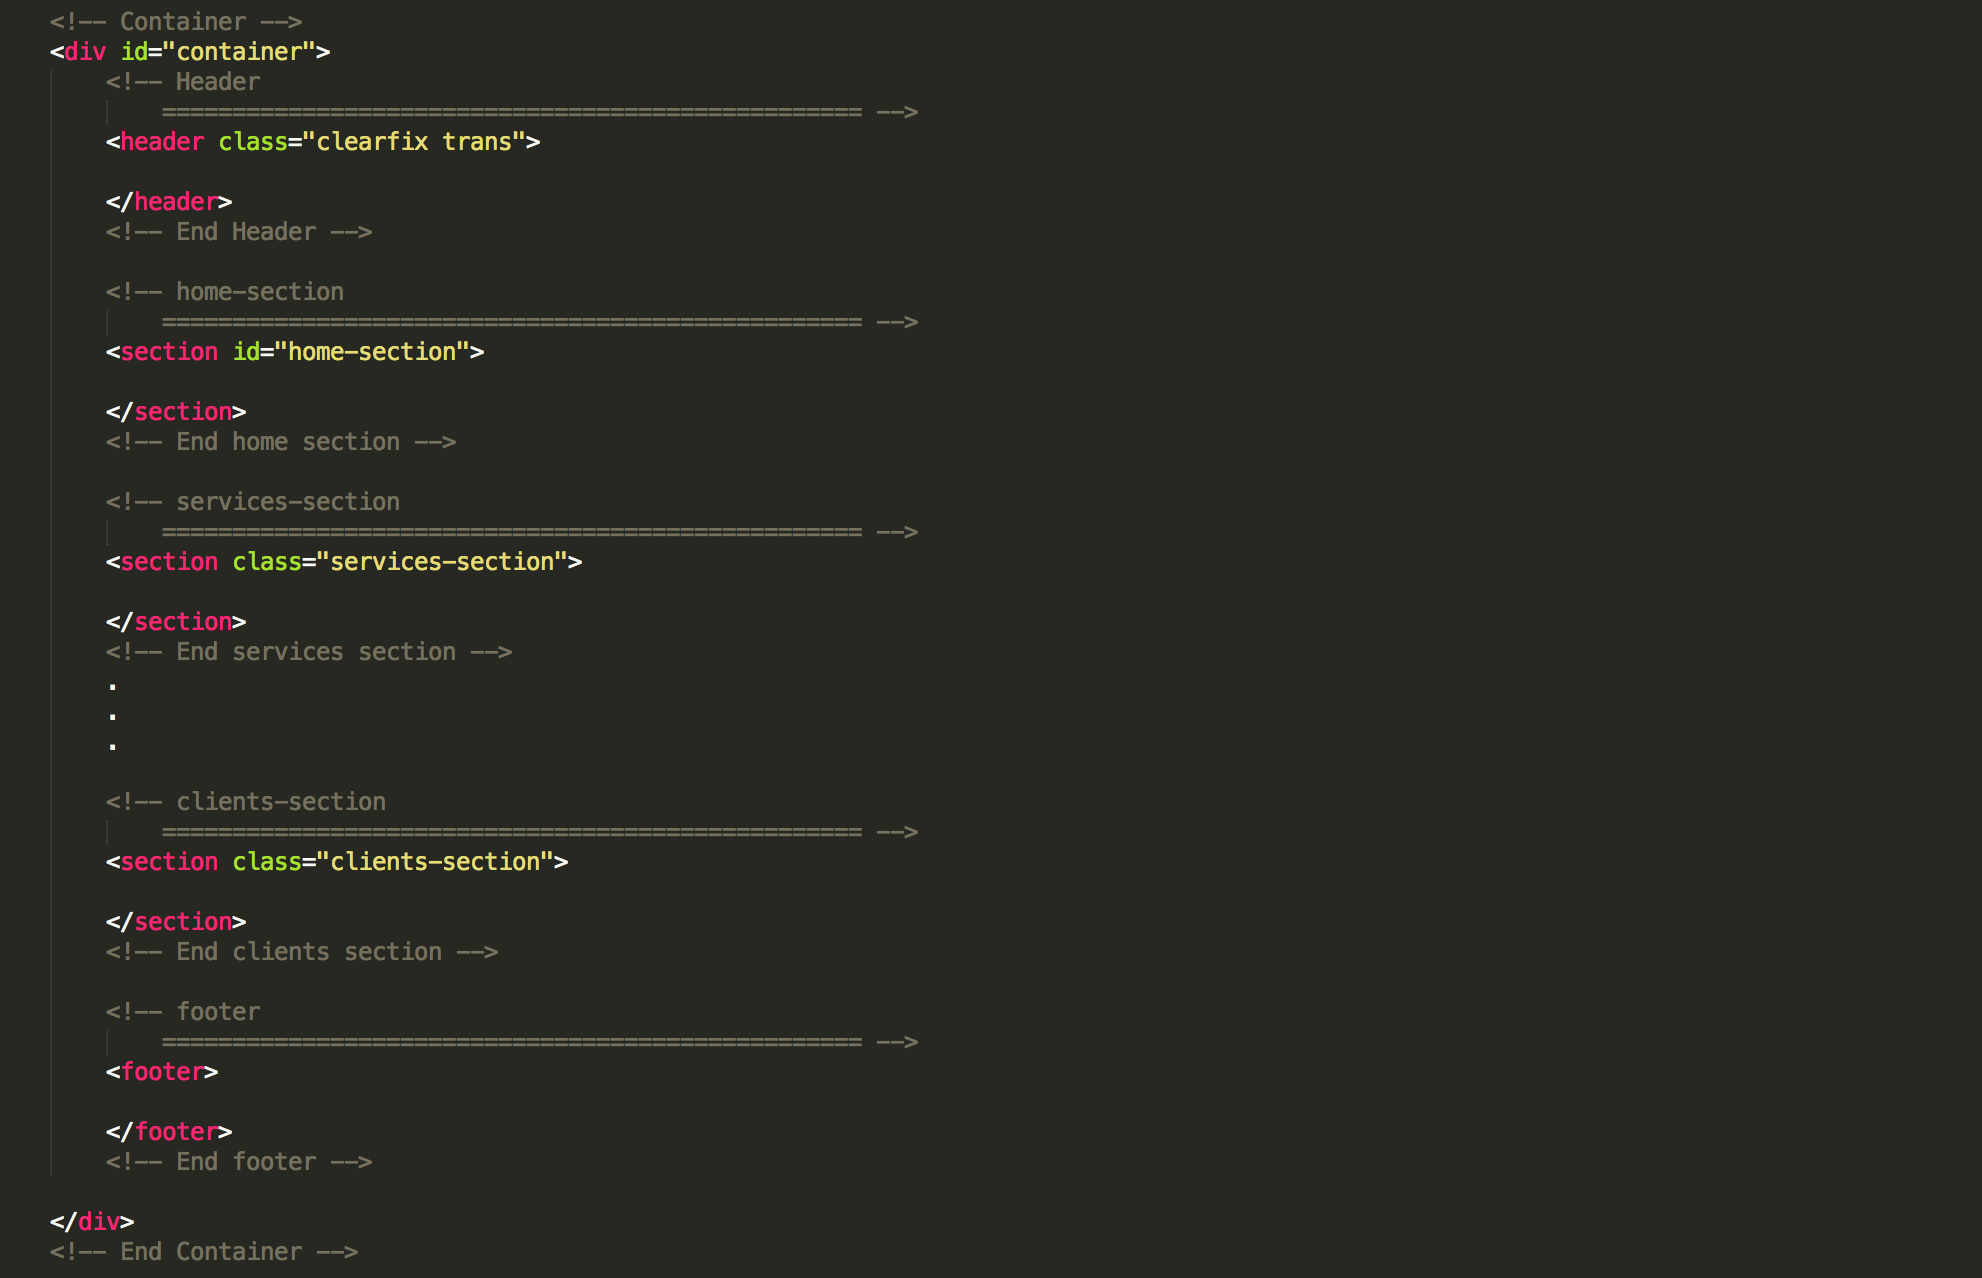 <!-- Container -->
<div id="container">
    <!-- Header
        ================================================== -->
    <header class="clearfix trans">

    </header>
    <!-- End Header -->

    <!-- home-section
        ================================================== -->
    <section id="home-section">

    </section>
    <!-- End home section -->

    <!-- services-section
        ================================================== -->
    <section class="services-section">

    </section>
    <!-- End services section -->
    .
    .
    .

    <!-- clients-section
        ================================================== -->
    <section class="clients-section">

    </section>
    <!-- End clients section -->

    <!-- footer
        ================================================== -->
    <footer>

    </footer>
    <!-- End footer -->

</div>
<!-- End Container -->